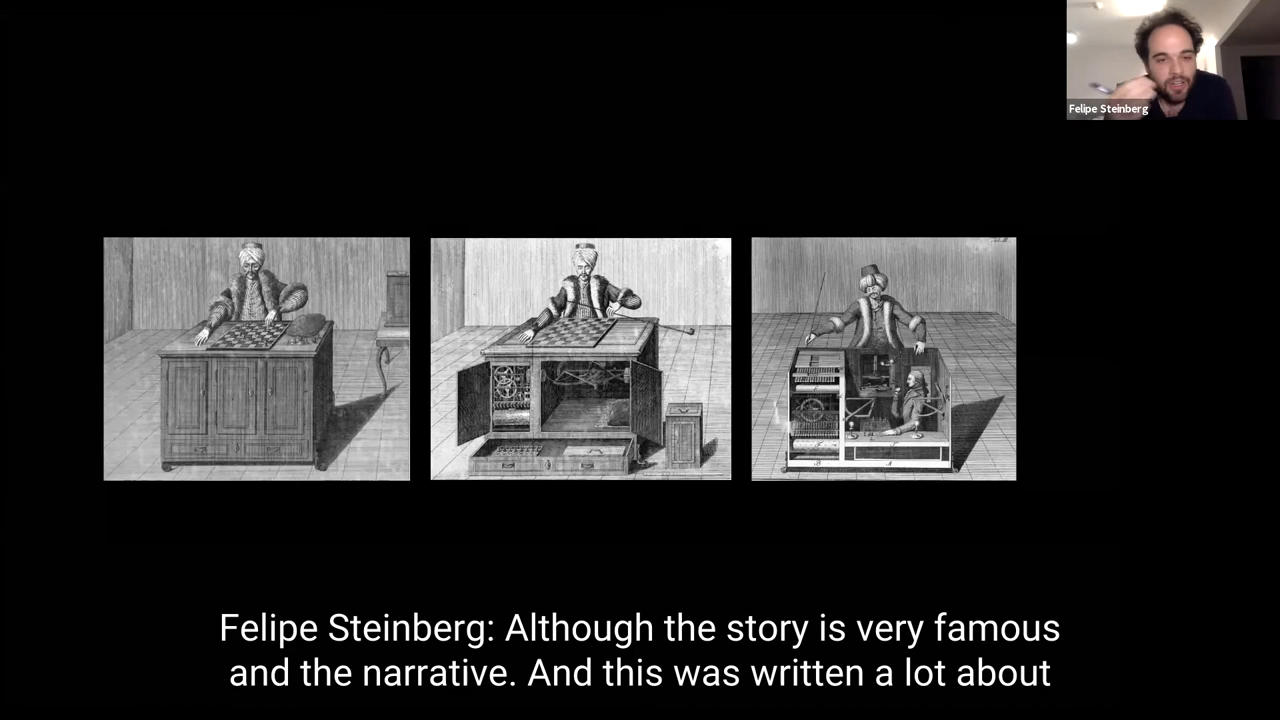 Felipe Steinberg
Felipe Steinberg: Although the story is very famous
and the narrative. And this was written a lot about